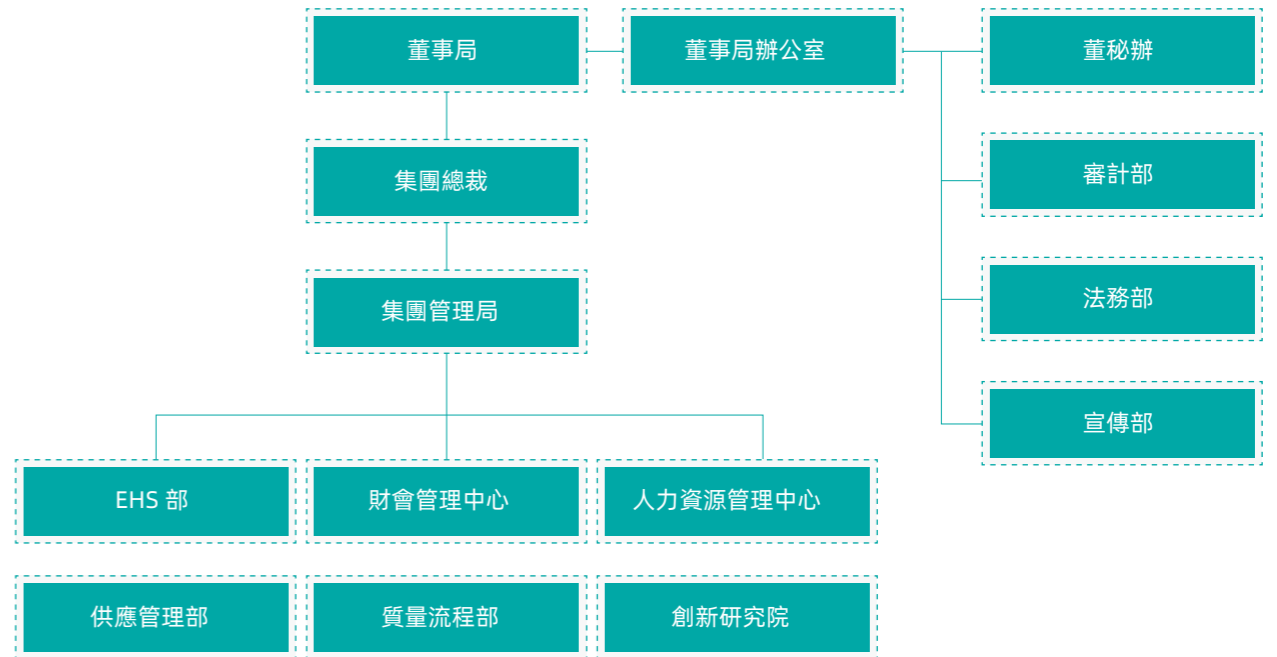 董事局
董事局辦公室
董秘辦
集團總裁
審計部
集團管理局
法務部
宣傳部
EHS 部
財會管理中心
人力資源管理中心
供應管理部
質量流程部
創新研究院